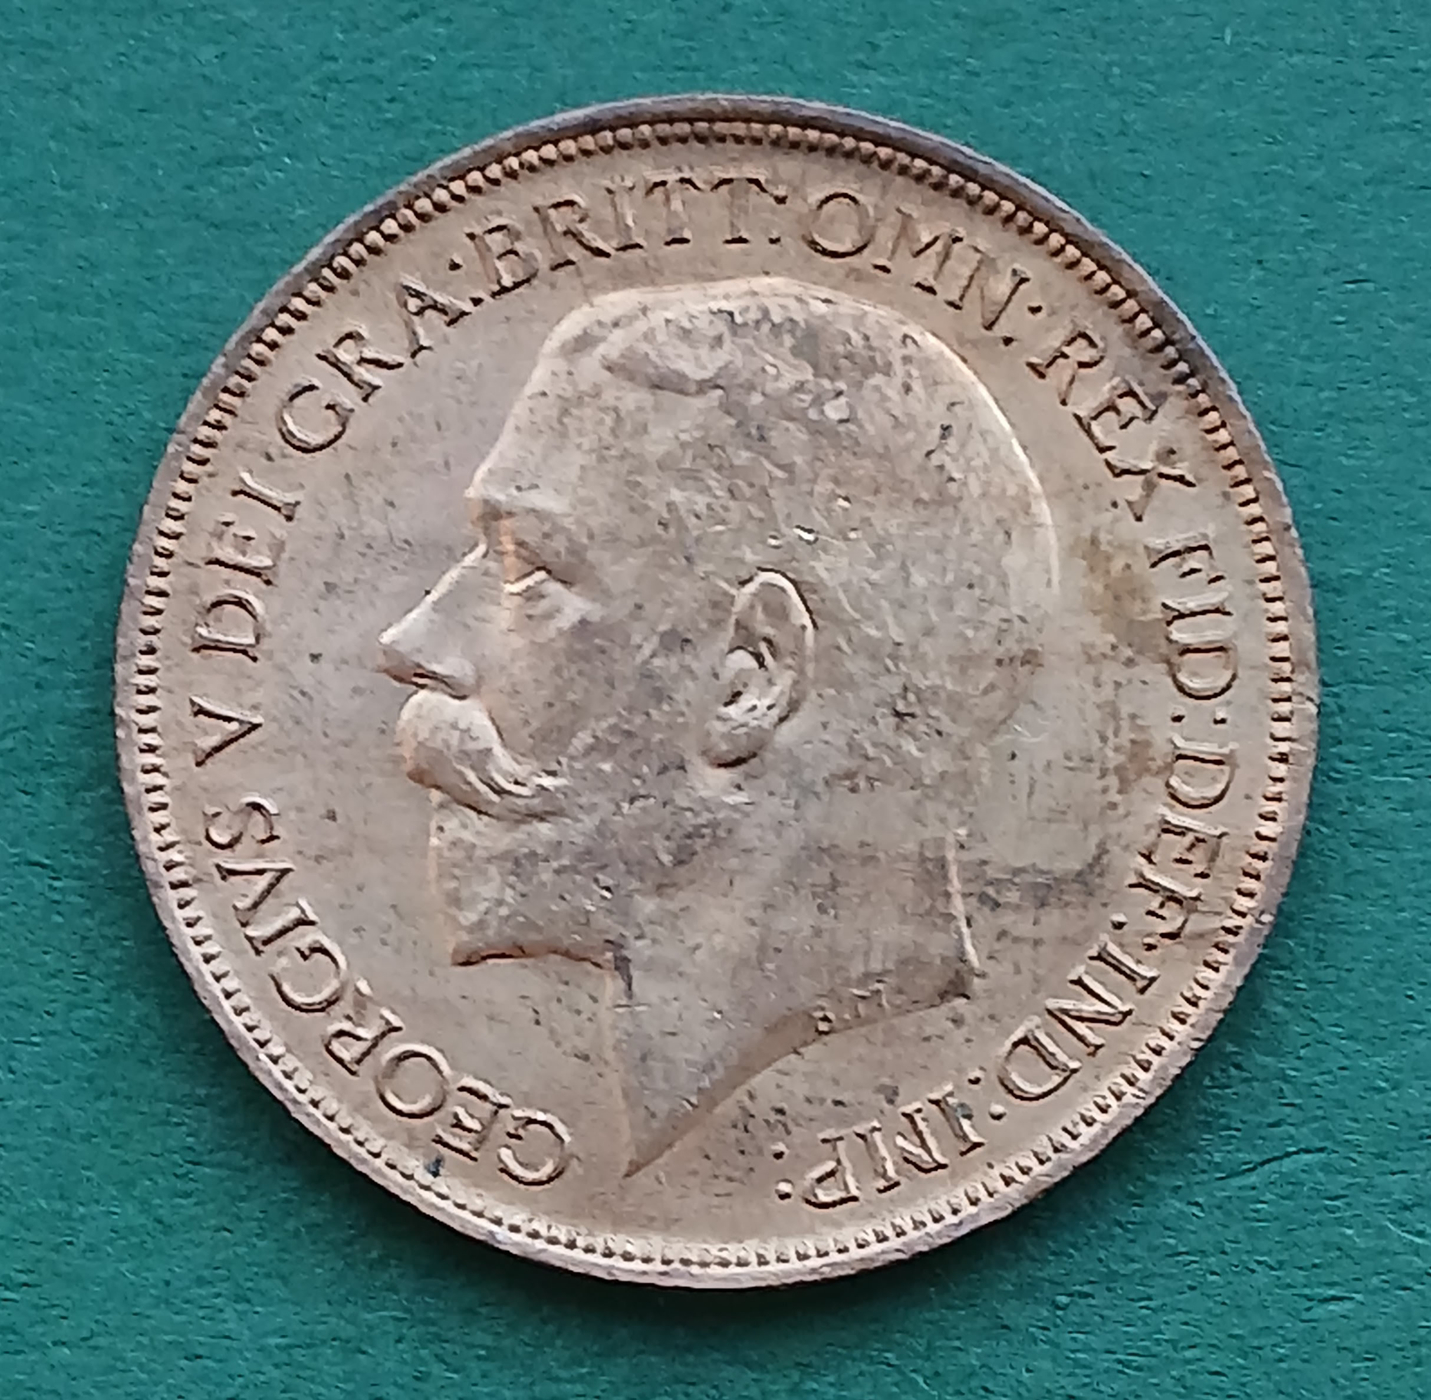 GEORGIVS V DEI GRA: BRITT: OMN: REX FID: DEF: IND: IMP:
B.M.